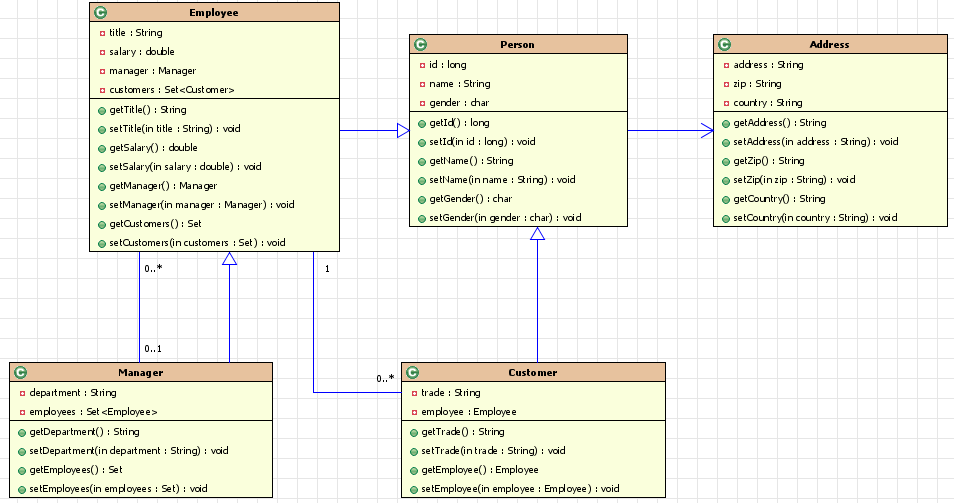 C Employee
title : String
salary : double
manager : Manager
customers : Set<Customer>
getTitle() : String
setTitle(in title : String) : void
getSalary() : double
setSalary(in salary : double) : void
getManager() : Manager
setManager(in manager : Manager) : void
getCustomers() : Set
setCustomers(in customers : Set) : void
C Person
id : long
name : String
gender : char
getId() : long
setId(in id : long) : void
getName() : String
setName(in name : String) : void
getGender() : char
setGender(in gender : char) : void
C Address
address : String
zip : String
country : String
getAddress() : String
setAddress(in address : String) : void
getZip() : String
setZip(in zip : String) : void
getCountry() : String
setCountry(in country : String) : void
0..*
1
0..1
0..*
C Manager
department : String
employees : Set<Employee>
getDepartment() : String
setDepartment(in department : String) : void
getEmployees() : Set
setEmployees(in employees : Set) : void
C Customer
trade : String
employee : Employee
getTrade() : String
setTrade(in trade : String) : void
getEmployee() : Employee
setEmployee(in employee : Employee) : void